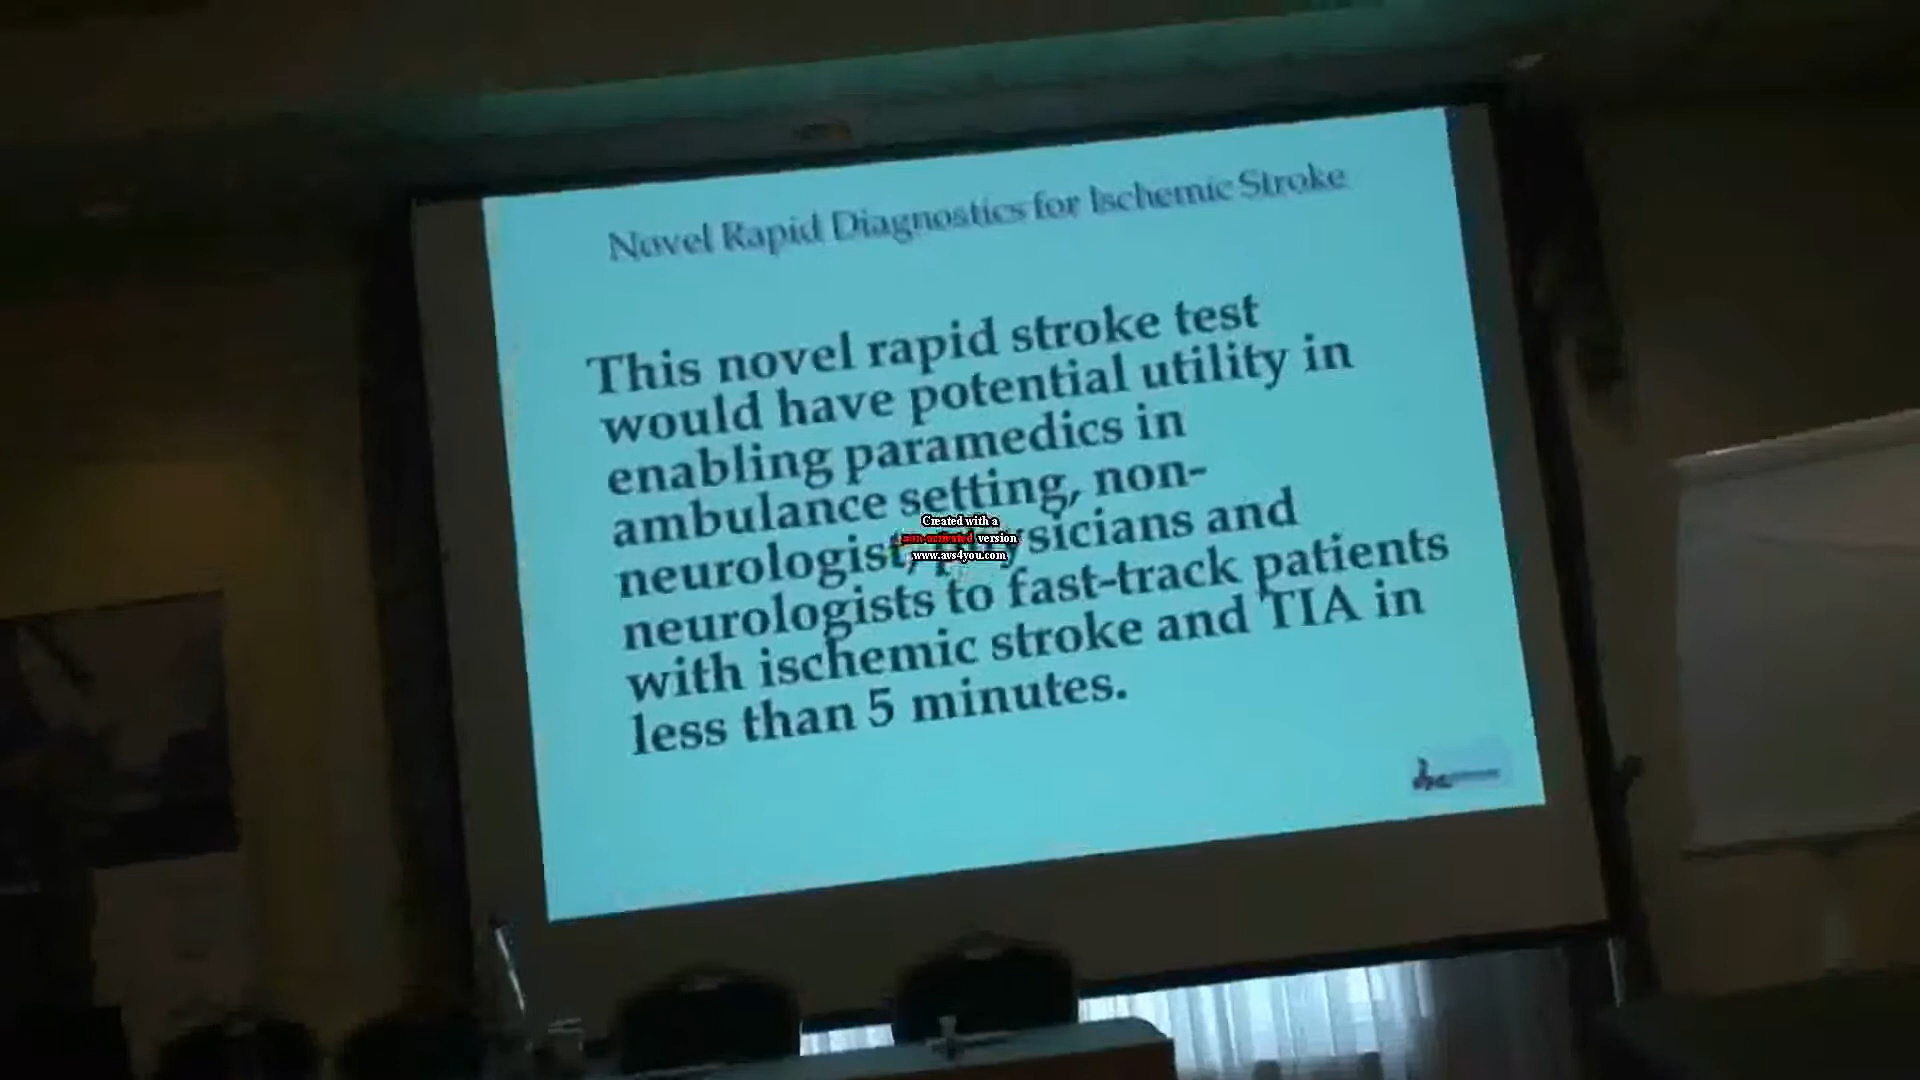 Novel Rapid Diagnostics for Ischemic Stroke
This novel rapid stroke test
would have potential utility in
enabling paramedics in
ambulance setting, non-
neurologist, physicians and
neurologists to fast-track patients
with ischemic stroke and TIA in
less than 5 minutes.
Created with a
non-activated version
www.avs4you.com